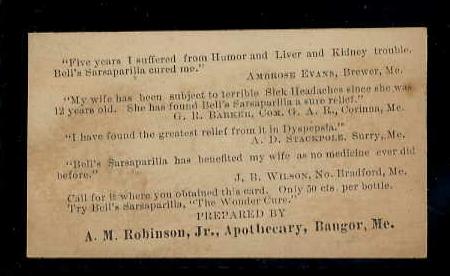 "Five years I suffered from Humor and Liver and Kidney trouble.
Bell's Sarsaparilla cured me."
AMBROSE EVANS, Brewer, Me.
"My wife has been subject to terrible Sick Headaches since she was
12 years old. She has found Bell's Sarsaparilla a sure relief."
G. R. BARKER, COM. G. A. R., Corinna, Me.
"I have found the greatest relief from it in Dyspepsia."
A. D. STACKPOLE, Surry, Me.
"Bell's Sarsaparilla has benefited my wife as no medicine ever did
before."
J. B. WILSON, No. Bradford, Me.
Call for it where you obtained this card. Only 50 cts. per bottle.
Try Bell's Sarsaparilla, "The Wonder Cure."
PREPARED BY
A. M. Robinson, Jr., Apothecary, Bangor, Me.